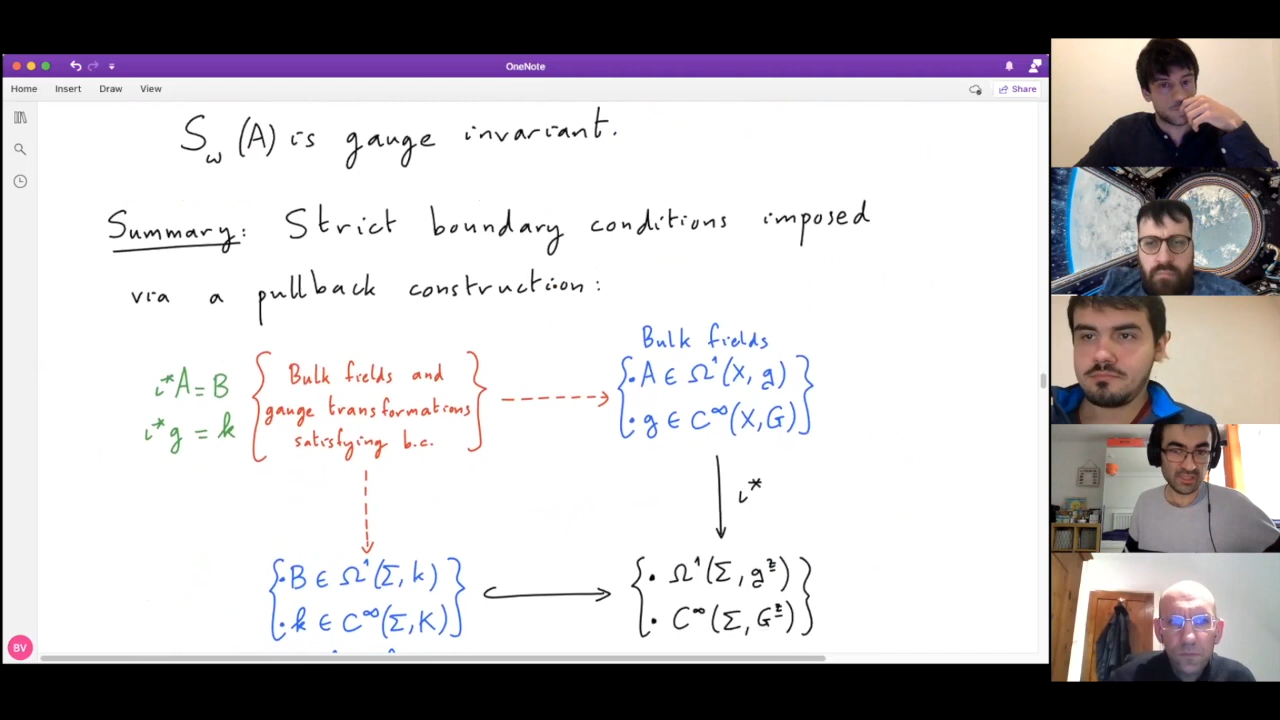 OneNote
Home Insert Draw View Share
S_ω (A) is gauge invariant.
Summary: Strict boundary conditions imposed
via a pullback construction:
Bulk fields
ι*A = B
ι*g = k
{ Bulk fields and
gauge transformations
satisfying b.c. }
{ · A ∈ Ω¹(X, g)
· g ∈ C^∞(X, G) }
ι*
{ · B ∈ Ω¹(Σ, k)
· k ∈ C^∞(Σ, K) }
{ · Ω¹(Σ, g^z)
· C^∞(Σ, G^z) }
BV